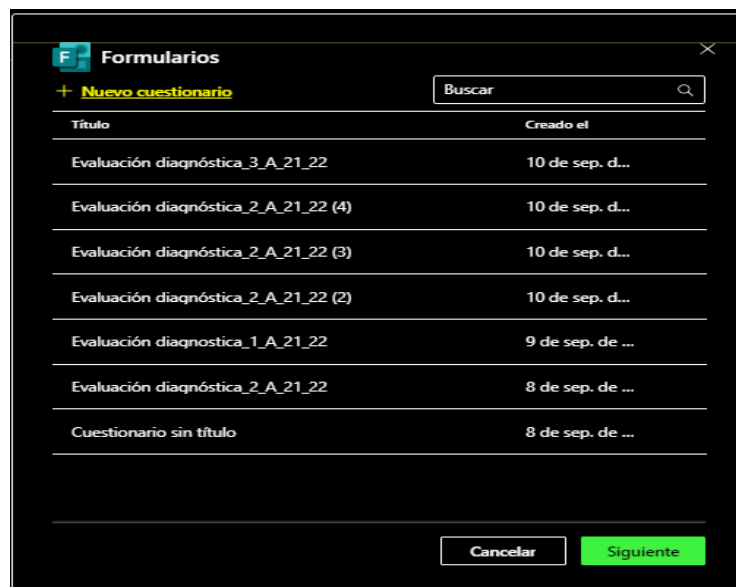 Formularios
+ Nuevo cuestionario
Buscar
Título Creado el
Evaluación diagnóstica_3_A_21_22 10 de sep. d...
Evaluación diagnóstica_2_A_21_22 (4) 10 de sep. d...
Evaluación diagnóstica_2_A_21_22 (3) 10 de sep. d...
Evaluación diagnóstica_2_A_21_22 (2) 10 de sep. d...
Evaluación diagnostica_1_A_21_22 9 de sep. de ...
Evaluación diagnóstica_2_A_21_22 8 de sep. de ...
Cuestionario sin título 8 de sep. de ...
Cancelar Siguiente